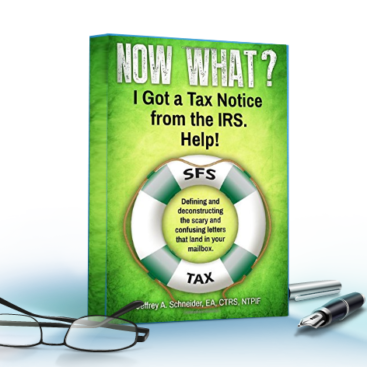 NOW WHAT?
I Got a Tax Notice
from the IRS.
Help!
SFS
Defining and
deconstructing
the scary and
confusing letters
that land in your
mailbox.
TAX
Jeffrey A. Schneider, EA, CTRS, NTPIF